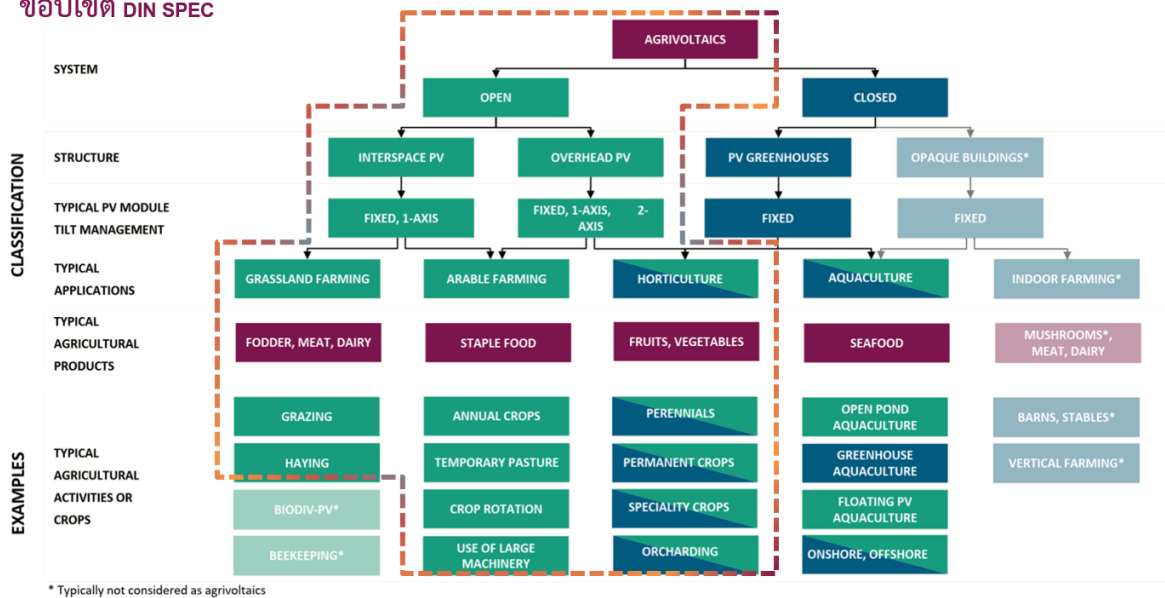 ขอบเขต DIN SPEC
AGRIVOLTAICS
SYSTEM
OPEN
CLOSED
CLASSIFICATION
STRUCTURE
INTERSPACE PV
OVERHEAD PV
PV GREENHOUSES
OPAQUE BUILDINGS*
TYPICAL PV MODULE
TILT MANAGEMENT
FIXED, 1-AXIS
FIXED, 1-AXIS, 2-
AXIS
FIXED
FIXED
TYPICAL
APPLICATIONS
GRASSLAND FARMING
ARABLE FARMING
HORTICULTURE
AQUACULTURE
INDOOR FARMING*
TYPICAL
AGRICULTURAL
PRODUCTS
FODDER, MEAT, DAIRY
STAPLE FOOD
FRUITS, VEGETABLES
SEAFOOD
MUSHROOMS*,
MEAT, DAIRY
EXAMPLES
TYPICAL
AGRICULTURAL
ACTIVITIES OR
CROPS
GRAZING
ANNUAL CROPS
PERENNIALS
OPEN POND
AQUACULTURE
BARNS, STABLES*
HAYING
TEMPORARY PASTURE
PERMANENT CROPS
GREENHOUSE
AQUACULTURE
VERTICAL FARMING*
BIODIV-PV*
CROP ROTATION
SPECIALITY CROPS
FLOATING PV
AQUACULTURE
BEEKEEPING*
USE OF LARGE
MACHINERY
ORCHARDING
ONSHORE, OFFSHORE
* Typically not considered as agrivoltaics